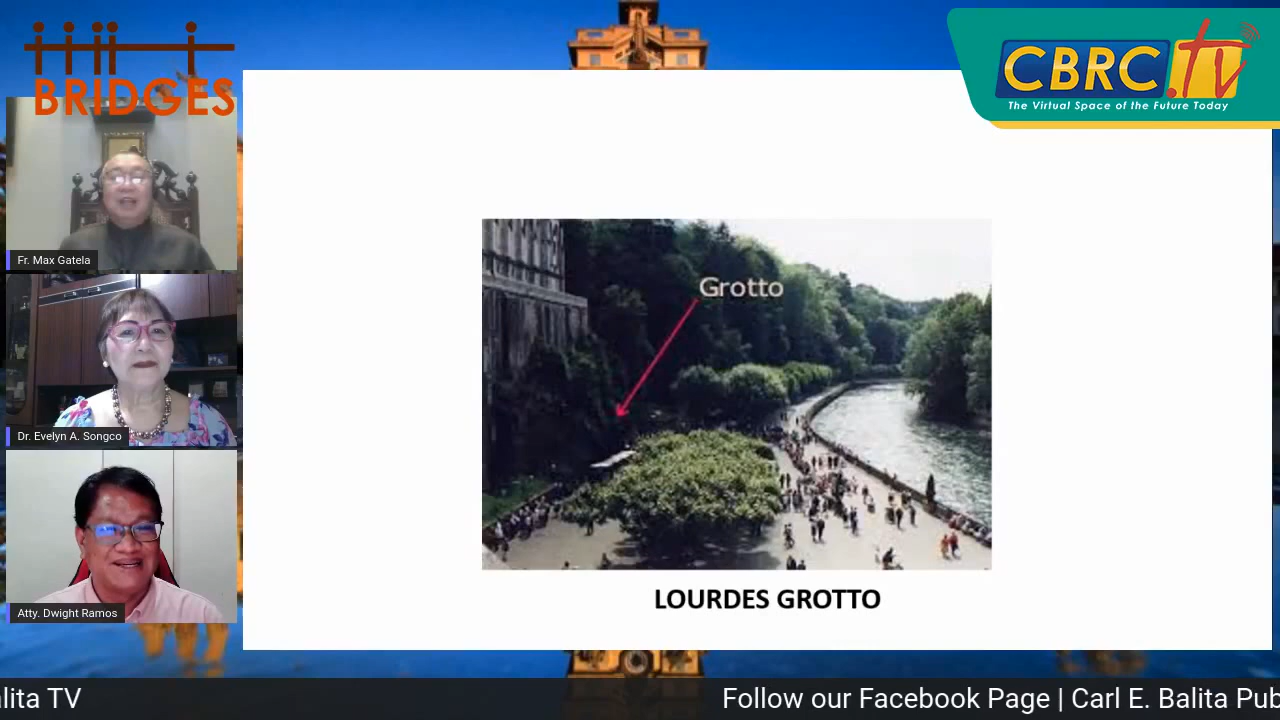 BRIDGES
CBRC.tv
The Virtual Space of the Future Today
Fr. Max Gatela
Dr. Evelyn A. Songco
Atty. Dwight Ramos
Grotto
LOURDES GROTTO
alita TV
Follow our Facebook Page | Carl E. Balita Pub